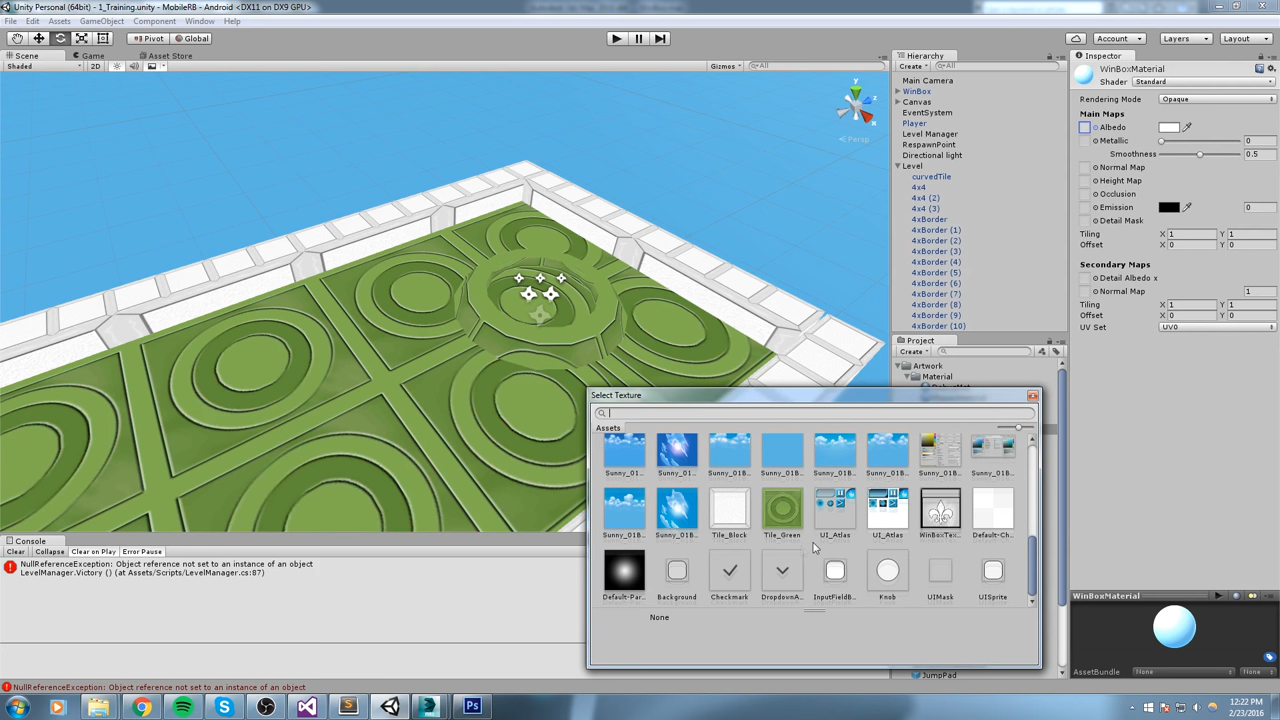 Unity Personal (64bit) - 1_Training.unity - MobileRB - Android <DX11 on DX9 GPU>
File Edit Assets GameObject Component Window Help
Pivot Global Account Layers Layout
Scene Game Asset Store
Shaded 2D Gizmos All
y
x
z
Persp
Hierarchy
Create All
Main Camera
WinBox
Canvas
EventSystem
Player
Level Manager
RespawnPoint
Directional light
Level
curvedTile
4x4
4x4 (2)
4x4 (3)
4xBorder
4xBorder (1)
4xBorder (2)
4xBorder (3)
4xBorder (4)
4xBorder (5)
4xBorder (6)
4xBorder (7)
4xBorder (8)
4xBorder (9)
4xBorder (10)
Project
Create
Artwork
Material
JumpPad
Inspector
WinBoxMaterial
Shader Standard
Rendering Mode Opaque
Main Maps
Albedo
Metallic 0
Smoothness 0.5
Normal Map
Height Map
Occlusion
Emission 0
Detail Mask
Tiling X 1 Y 1
Offset X 0 Y 0
Secondary Maps
Detail Albedo x
Normal Map 1
Tiling X 1 Y 1
Offset X 0 Y 0
UV Set UV0
WinBoxMaterial
AssetBundle None None
Select Texture
Assets
Sunny_01... Sunny_01... Sunny_01B... Sunny_01B... Sunny_01B... Sunny_01B... Sunny_01B... Sunny_01B...
Sunny_01B... Sunny_01B... Tile_Block Tile_Green UI_Atlas UI_Atlas WinBoxTex... Default-Ch...
Default-Par... Background Checkmark DropdownA... InputFieldB... Knob UIMask UISprite
None
Console
Clear Collapse Clear on Play Error Pause
NullReferenceException: Object reference not set to an instance of an object
LevelManager.Victory () (at Assets/Scripts/LevelManager.cs:87)
NullReferenceException: Object reference not set to an instance of an object
Ps
12:22 PM
2/23/2016